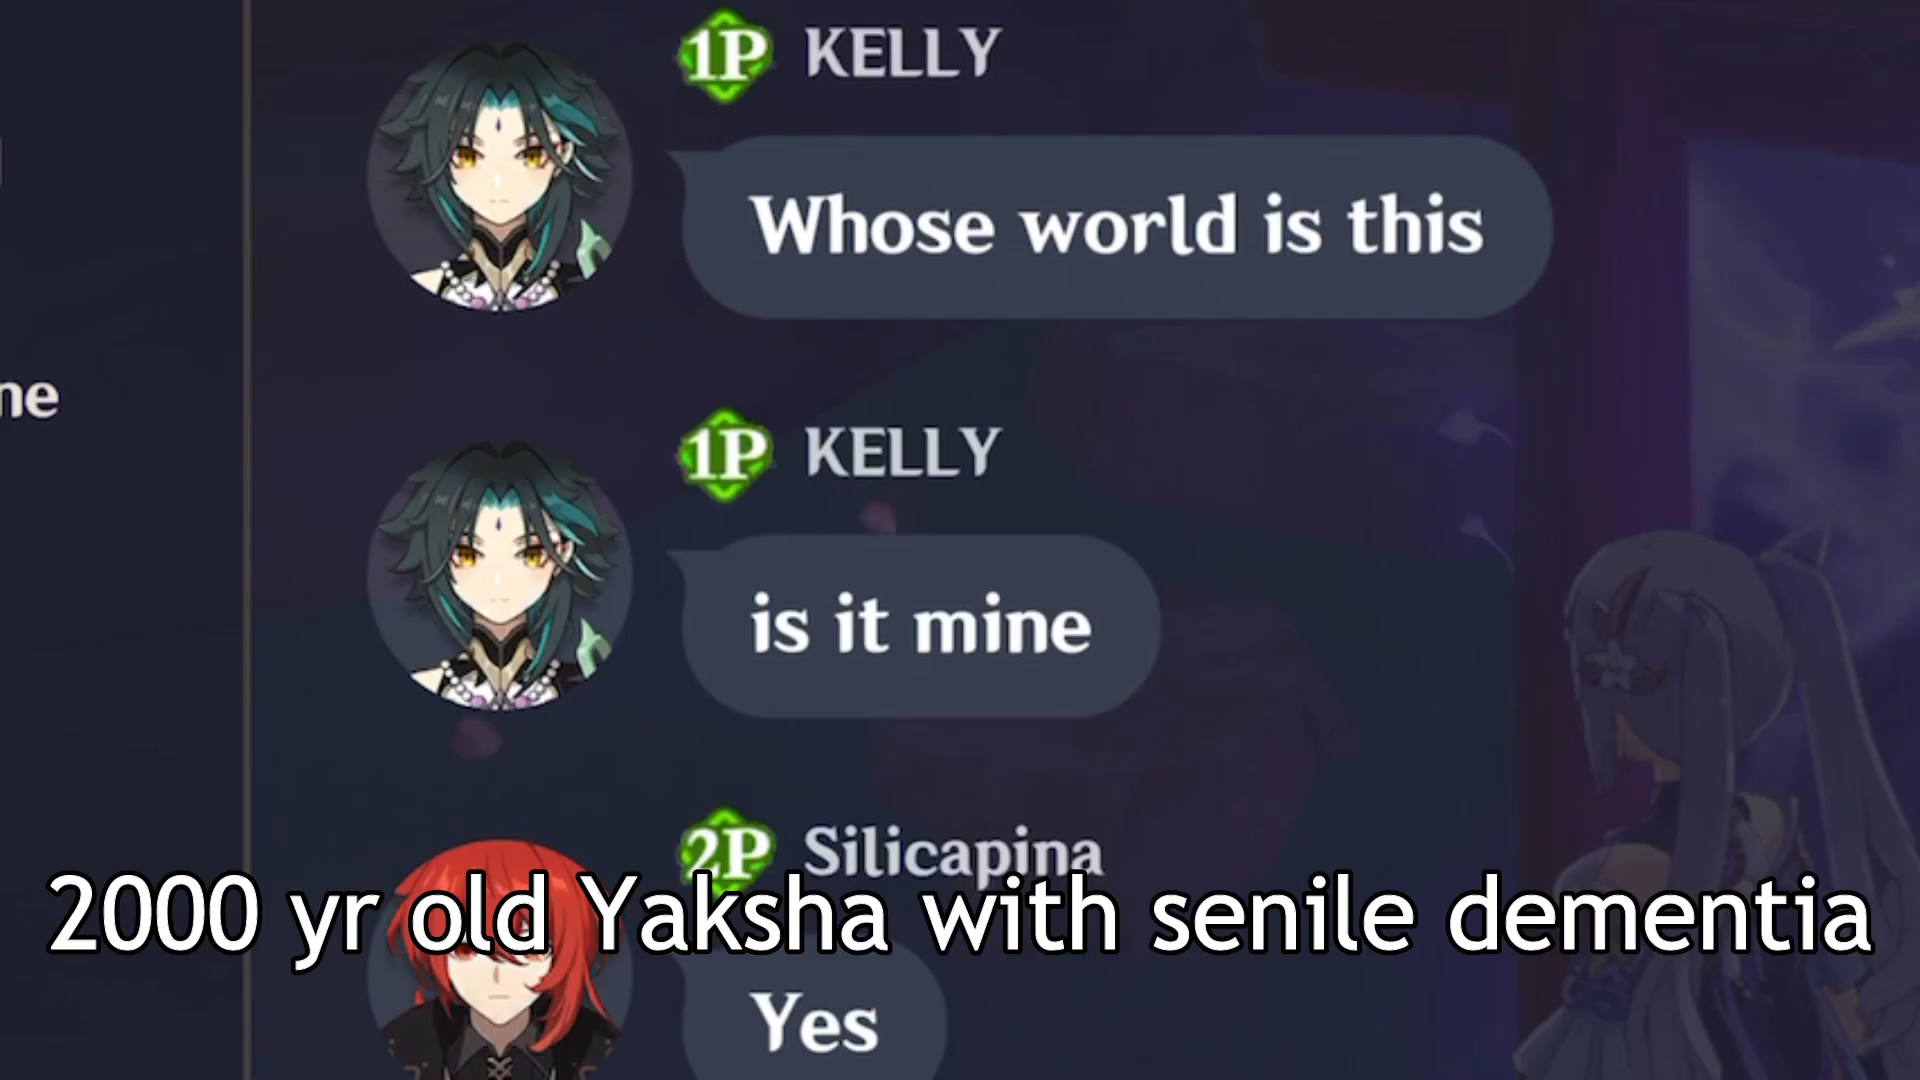 1P KELLY
Whose world is this
ne
1P KELLY
is it mine
2P Silicapina
2000 yr old Yaksha with senile dementia
Yes